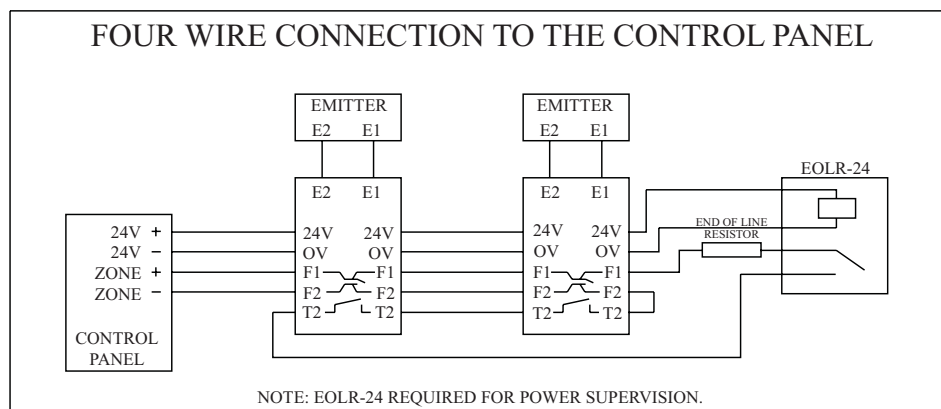 FOUR WIRE CONNECTION TO THE CONTROL PANEL
EMITTER
E2 E1
EMITTER
E2 E1
EOLR-24
E2 E1
E2 E1
24V +
24V −
ZONE +
ZONE −
CONTROL
PANEL
24V 24V
OV OV
F1 F1
F2 F2
T2 T2
24V 24V
OV OV
F1 F1
F2 F2
T2 T2
END OF LINE
RESISTOR
NOTE: EOLR-24 REQUIRED FOR POWER SUPERVISION.